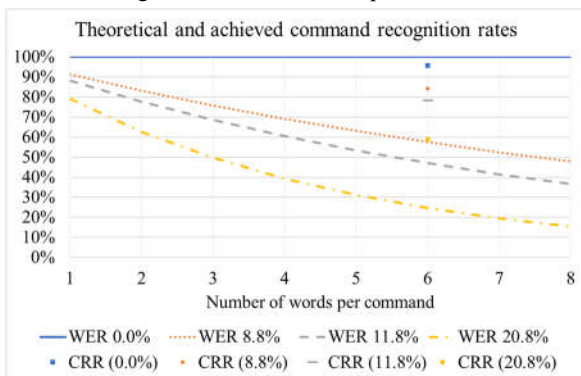 Theoretical and achieved command recognition rates
100%
90%
80%
70%
60%
50%
40%
30%
20%
10%
0%
1 2 3 4 5 6 7 8
Number of words per command
WER 0.0% WER 8.8% WER 11.8% WER 20.8%
CRR (0.0%) CRR (8.8%) CRR (11.8%) CRR (20.8%)